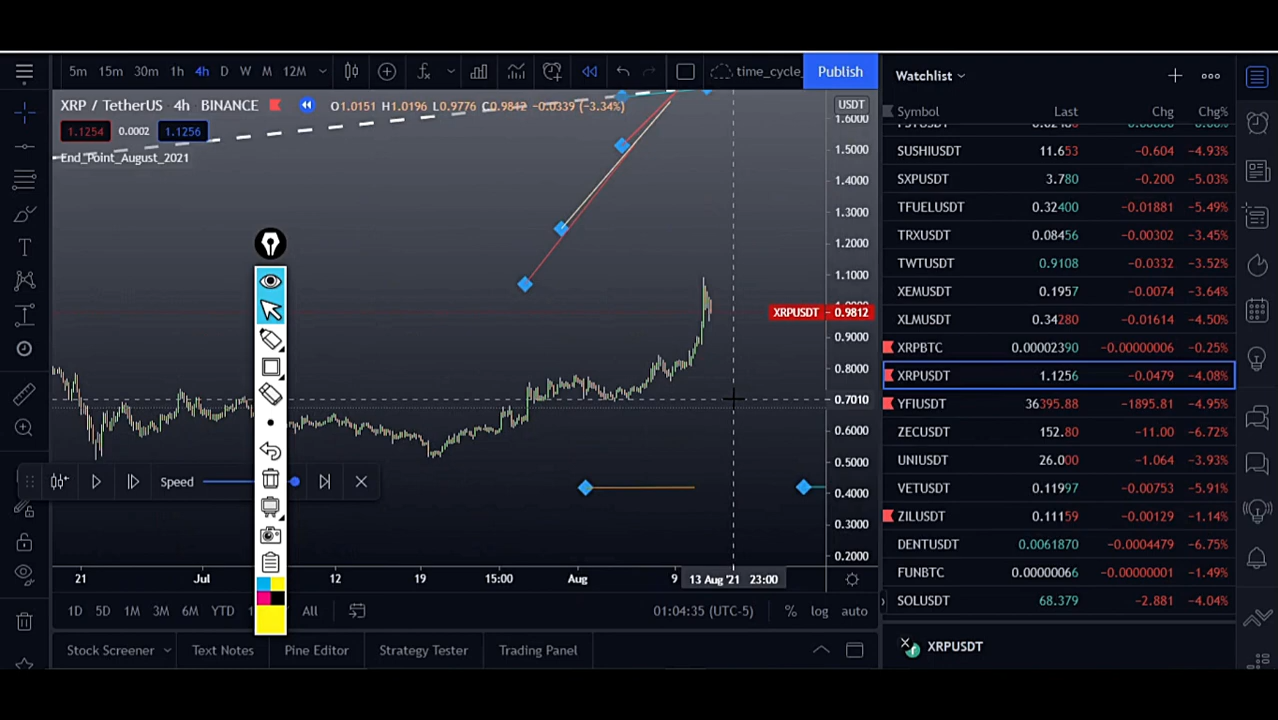 5m 15m 30m 1h 4h D W M 12M time_cycle_ Publish
XRP / TetherUS 4h BINANCE O1.0151 H1.0196 L0.9776 C0.9812 -0.0339 (-3.34%)
1.1254 0.0002 1.1256
End_Point_August_2021
USDT
1.6000
1.5000
1.4000
1.3000
1.2000
1.1000
XRPUSDT 0.9812
0.9000
0.8000
0.7010
0.6000
0.5000
0.4000
0.3000
0.2000
Speed
21 Jul 12 19 15:00 Aug 9 13 Aug '21 23:00
1D 5D 1M 3M 6M YTD All 01:04:35 (UTC-5) % log auto
Stock Screener Text Notes Pine Editor Strategy Tester Trading Panel
Watchlist
Symbol Last Chg Chg%
SUSHIUSDT 11.653 -0.604 -4.93%
SXPUSDT 3.780 -0.200 -5.03%
TFUELUSDT 0.32400 -0.01881 -5.49%
TRXUSDT 0.08456 -0.00302 -3.45%
TWTUSDT 0.9108 -0.0332 -3.52%
XEMUSDT 0.1957 -0.0074 -3.64%
XLMUSDT 0.34280 -0.01614 -4.50%
XRPBTC 0.00002390 -0.00000006 -0.25%
XRPUSDT 1.1256 -0.0479 -4.08%
YFIUSDT 36395.88 -1895.81 -4.95%
ZECUSDT 152.80 -11.00 -6.72%
UNIUSDT 26.000 -1.064 -3.93%
VETUSDT 0.11997 -0.00753 -5.91%
ZILUSDT 0.11159 -0.00129 -1.14%
DENTUSDT 0.0061870 -0.0004479 -6.75%
FUNBTC 0.00000066 -0.00000001 -1.49%
SOLUSDT 68.379 -2.881 -4.04%
XRPUSDT